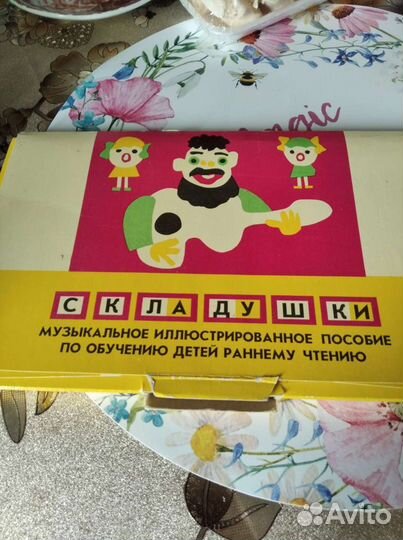 СКЛАДУШКИ
МУЗЫКАЛЬНОЕ ИЛЛЮСТРИРОВАННОЕ ПОСОБИЕ
ПО ОБУЧЕНИЮ ДЕТЕЙ РАННЕМУ ЧТЕНИЮ
Avito